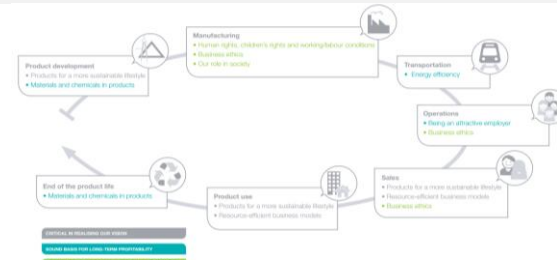 Manufacturing
• Human rights, children's rights and working/labour conditions
• Business ethics
• Our role in society
Product development
• Products for a more sustainable lifestyle
• Materials and chemicals in products
Transportation
• Energy efficiency
Operations
• Being an attractive employer
• Business ethics
Sales
• Products for a more sustainable lifestyle
• Resource-efficient business models
• Business ethics
Product use
• Products for a more sustainable lifestyle
• Resource-efficient business models
End of the product life
• Materials and chemicals in products
CRITICAL IN REALISING OUR VISION
SOUND BASIS FOR LONG-TERM PROFITABILITY